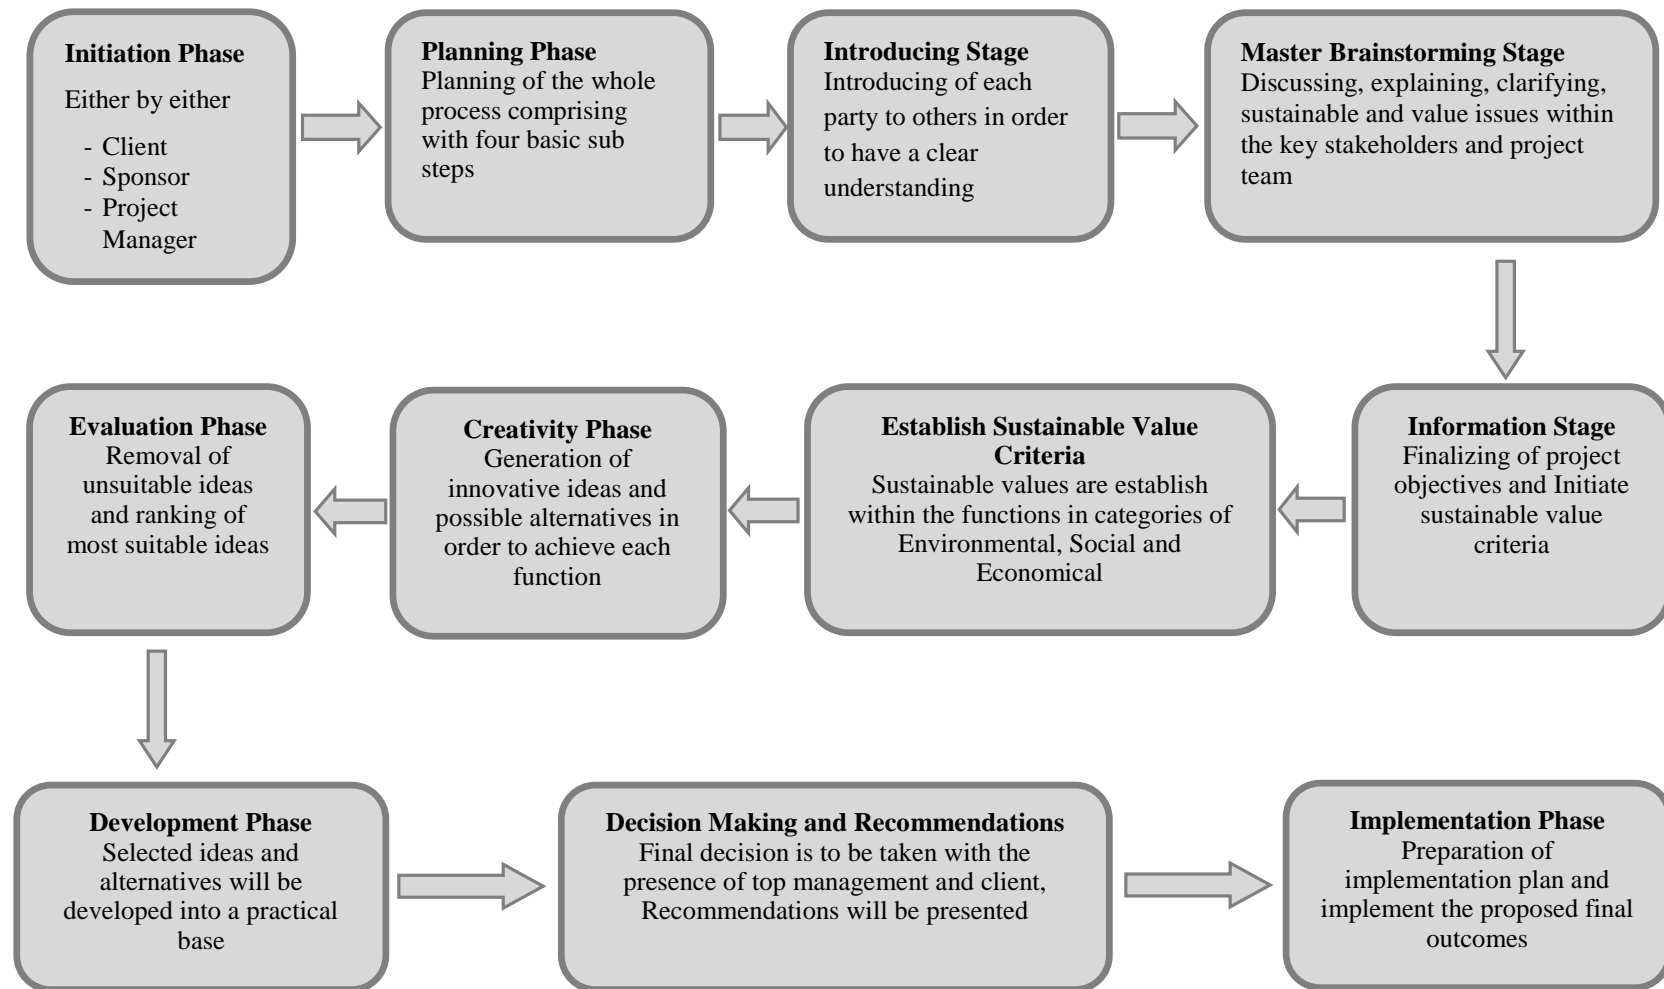 Initiation Phase
Either by either
- Client
- Sponsor
- Project
Manager
Planning Phase
Planning of the whole
process comprising
with four basic sub
steps
Introducing Stage
Introducing of each
party to others in order
to have a clear
understanding
Master Brainstorming Stage
Discussing, explaining, clarifying,
sustainable and value issues within
the key stakeholders and project
team
Information Stage
Finalizing of project
objectives and Initiate
sustainable value
criteria
Establish Sustainable Value
Criteria
Sustainable values are establish
within the functions in categories of
Environmental, Social and
Economical
Creativity Phase
Generation of
innovative ideas and
possible alternatives in
order to achieve each
function
Evaluation Phase
Removal of
unsuitable ideas
and ranking of
most suitable ideas
Development Phase
Selected ideas and
alternatives will be
developed into a practical
base
Decision Making and Recommendations
Final decision is to be taken with the
presence of top management and client,
Recommendations will be presented
Implementation Phase
Preparation of
implementation plan and
implement the proposed final
outcomes